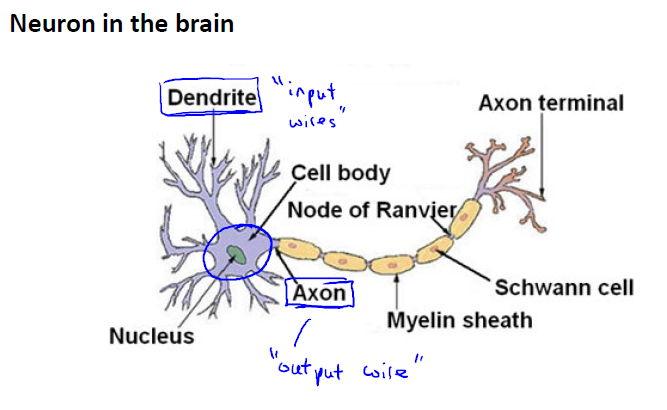 Neuron in the brain
Dendrite
"input
wires"
Axon terminal
Cell body
Node of Ranvier
Axon
Schwann cell
Myelin sheath
Nucleus
"output wire"